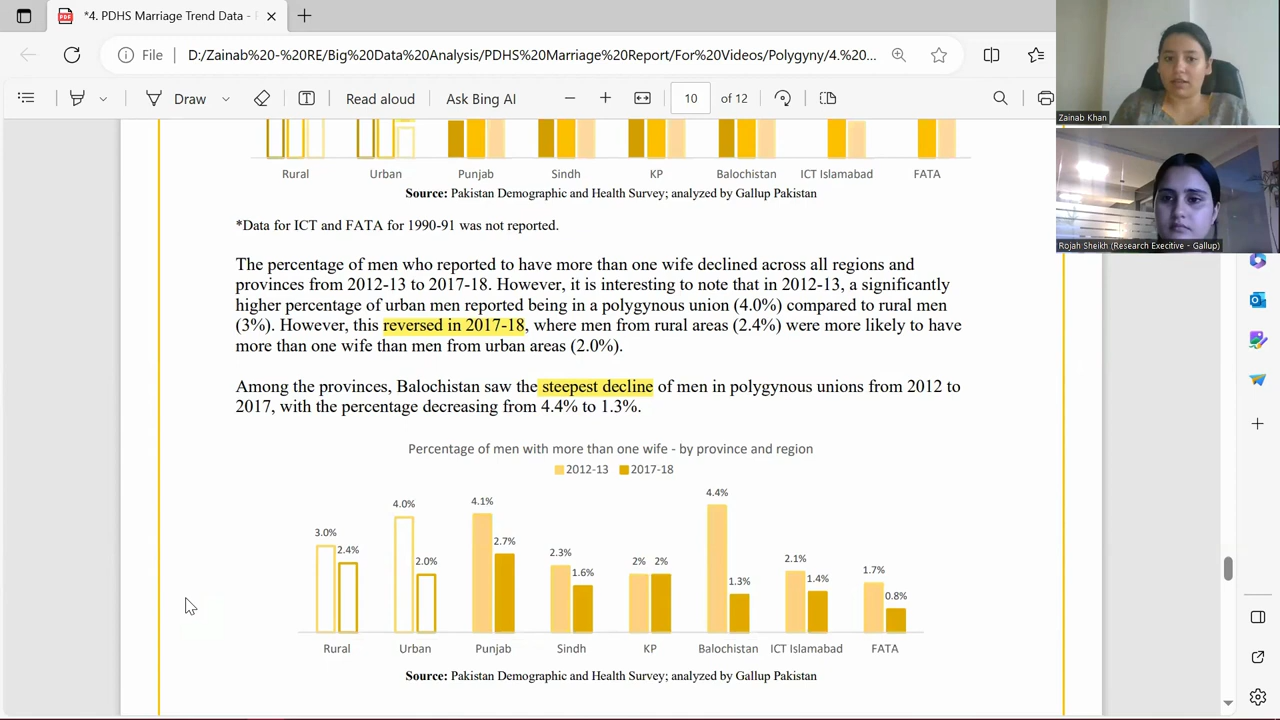 *4. PDHS Marriage Trend Data -
File
D:/Zainab%20-%20RE/Big%20Data%20Analysis/PDHS%20Marriage%20Report/For%20Videos/Polygyny/4.%20...
Draw
Read aloud
Ask Bing AI
10 of 12
Zainab Khan
Rojah Sheikh (Research Execitive - Gallup)
Rural Urban Punjab Sindh KP Balochistan ICT Islamabad FATA
Source: Pakistan Demographic and Health Survey; analyzed by Gallup Pakistan
*Data for ICT and FATA for 1990-91 was not reported.
The percentage of men who reported to have more than one wife declined across all regions and
provinces from 2012-13 to 2017-18. However, it is interesting to note that in 2012-13, a significantly
higher percentage of urban men reported being in a polygynous union (4.0%) compared to rural men
(3%). However, this reversed in 2017-18, where men from rural areas (2.4%) were more likely to have
more than one wife than men from urban areas (2.0%).
Among the provinces, Balochistan saw the steepest decline of men in polygynous unions from 2012 to
2017, with the percentage decreasing from 4.4% to 1.3%.
Percentage of men with more than one wife - by province and region
2012-13 2017-18
3.0% 2.4% 4.0% 2.0% 4.1% 2.7% 2.3% 1.6% 2% 2% 4.4% 1.3% 2.1% 1.4% 1.7% 0.8%
Rural Urban Punjab Sindh KP Balochistan ICT Islamabad FATA
Source: Pakistan Demographic and Health Survey; analyzed by Gallup Pakistan